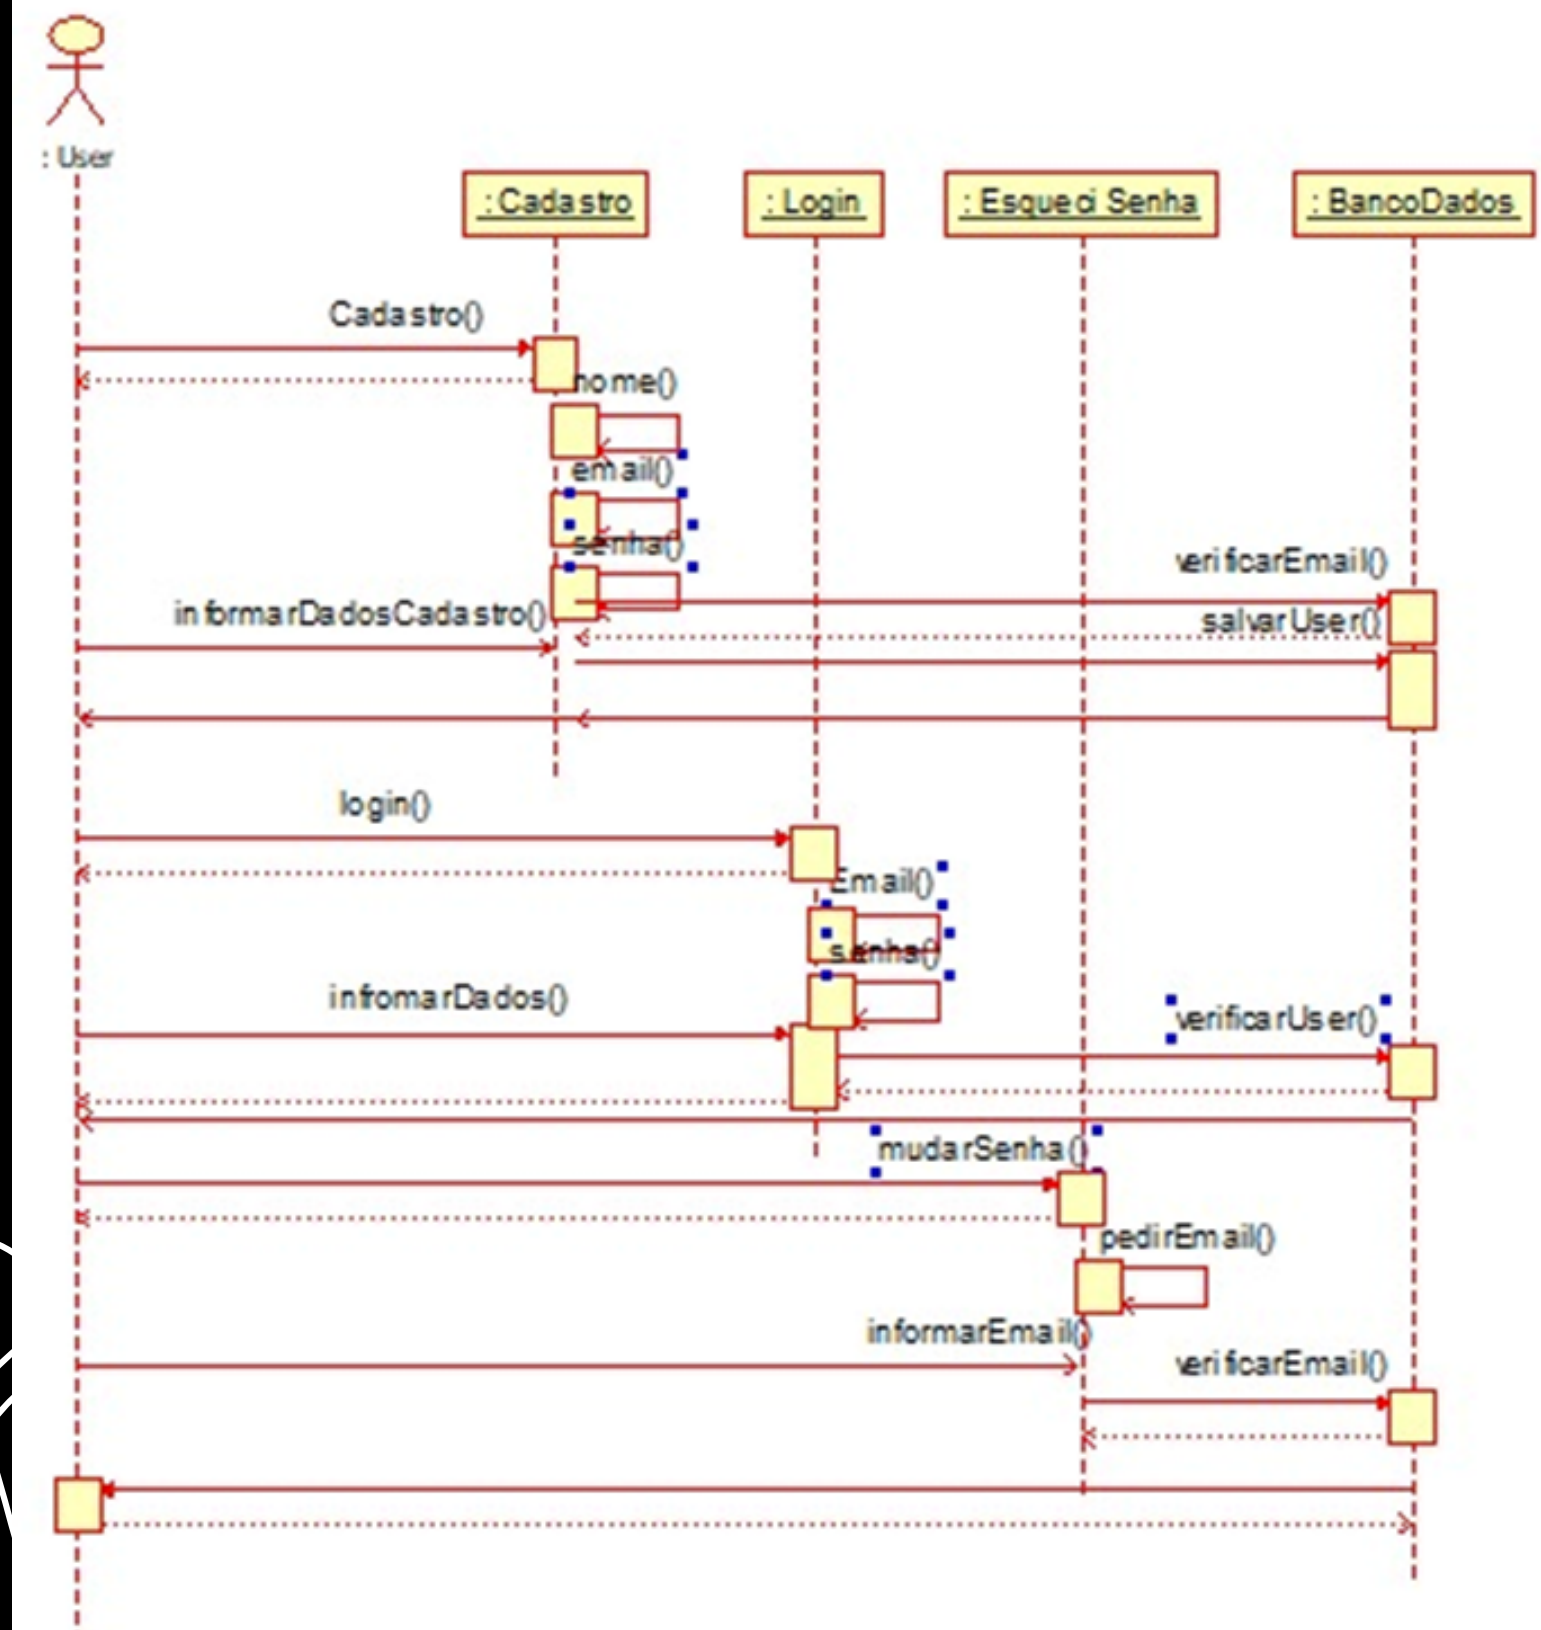 : User
: Cadastro
: Login
: Esqueci Senha
: BancoDados
Cadastro()
nome()
email()
senha()
verificarEmail()
informarDadosCadastro()
salvarUser()
login()
Email()
senha()
infromarDados()
verificarUser()
mudarSenha()
pedirEmail()
informarEmail()
verificarEmail()